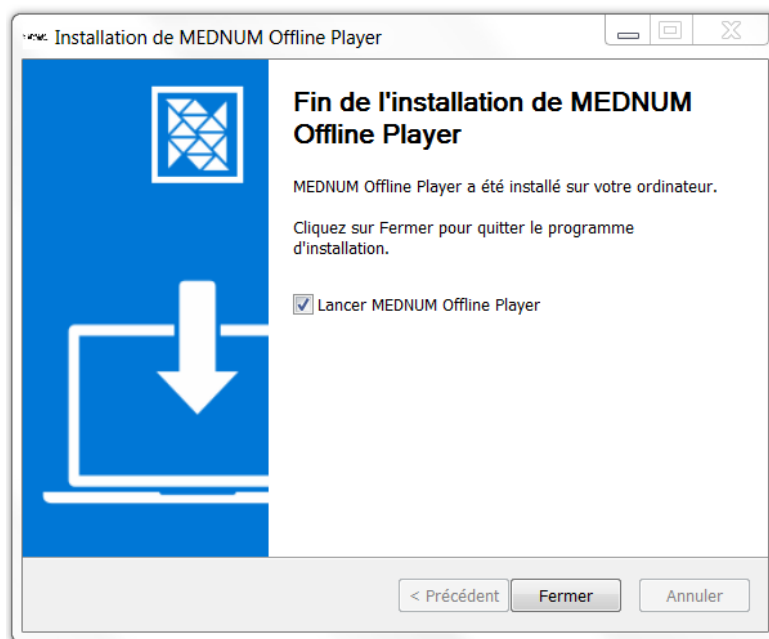 Installation de MEDNUM Offline Player
Fin de l'installation de MEDNUM
Offline Player
MEDNUM Offline Player a été installé sur votre ordinateur.
Cliquez sur Fermer pour quitter le programme
d'installation.
Lancer MEDNUM Offline Player
< Précédent Fermer Annuler